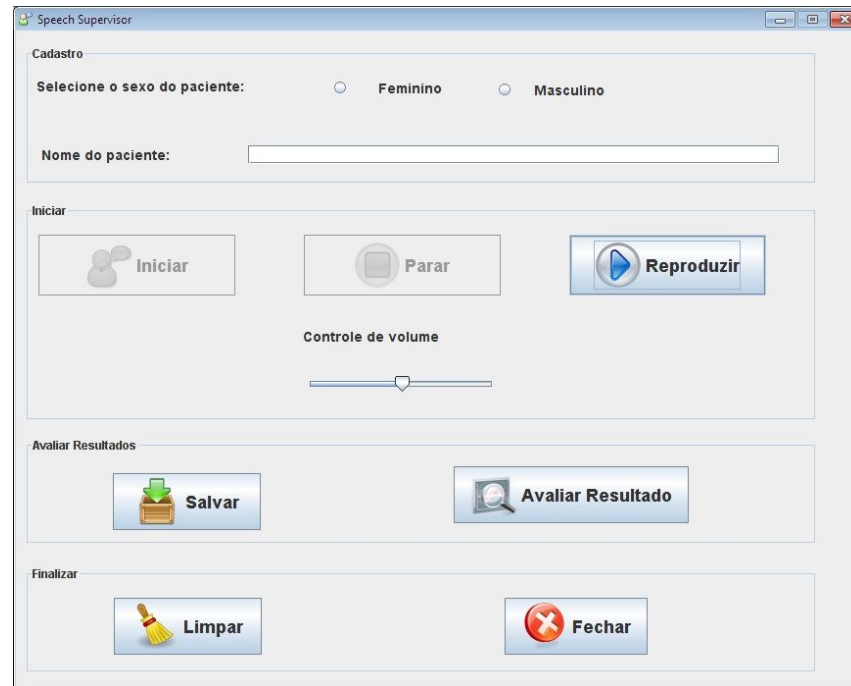 Speech Supervisor
Cadastro
Selecione o sexo do paciente: Feminino Masculino
Nome do paciente:
Iniciar
Iniciar Parar Reproduzir
Controle de volume
Avaliar Resultados
Salvar Avaliar Resultado
Finalizar
Limpar Fechar